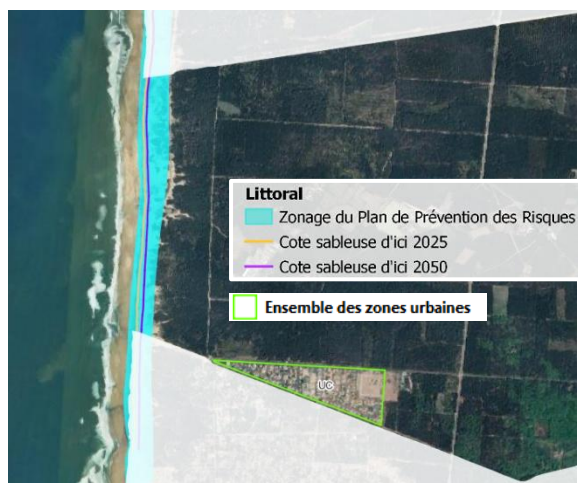 Littoral
Zonage du Plan de Prévention des Risques
Cote sableuse d'ici 2025
Cote sableuse d'ici 2050
Ensemble des zones urbaines
UC